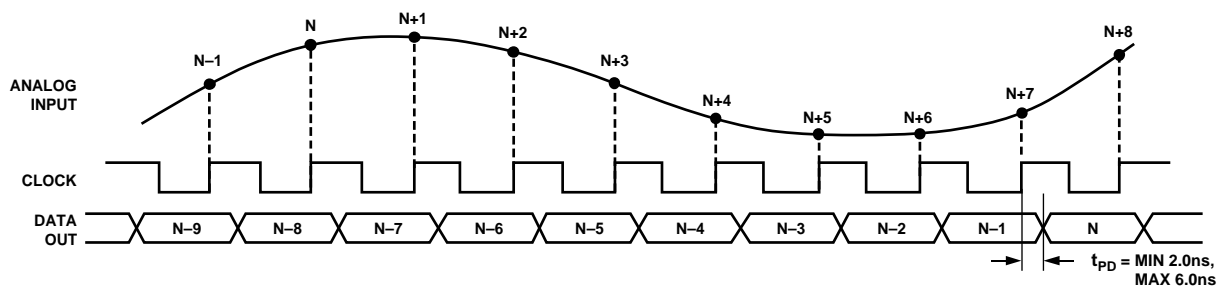 N–1
N
N+1
N+2
N+3
N+4
N+5
N+6
N+7
N+8
ANALOG
INPUT
CLOCK
DATA
OUT
N–9
N–8
N–7
N–6
N–5
N–4
N–3
N–2
N–1
N
tPD = MIN 2.0ns,
MAX 6.0ns